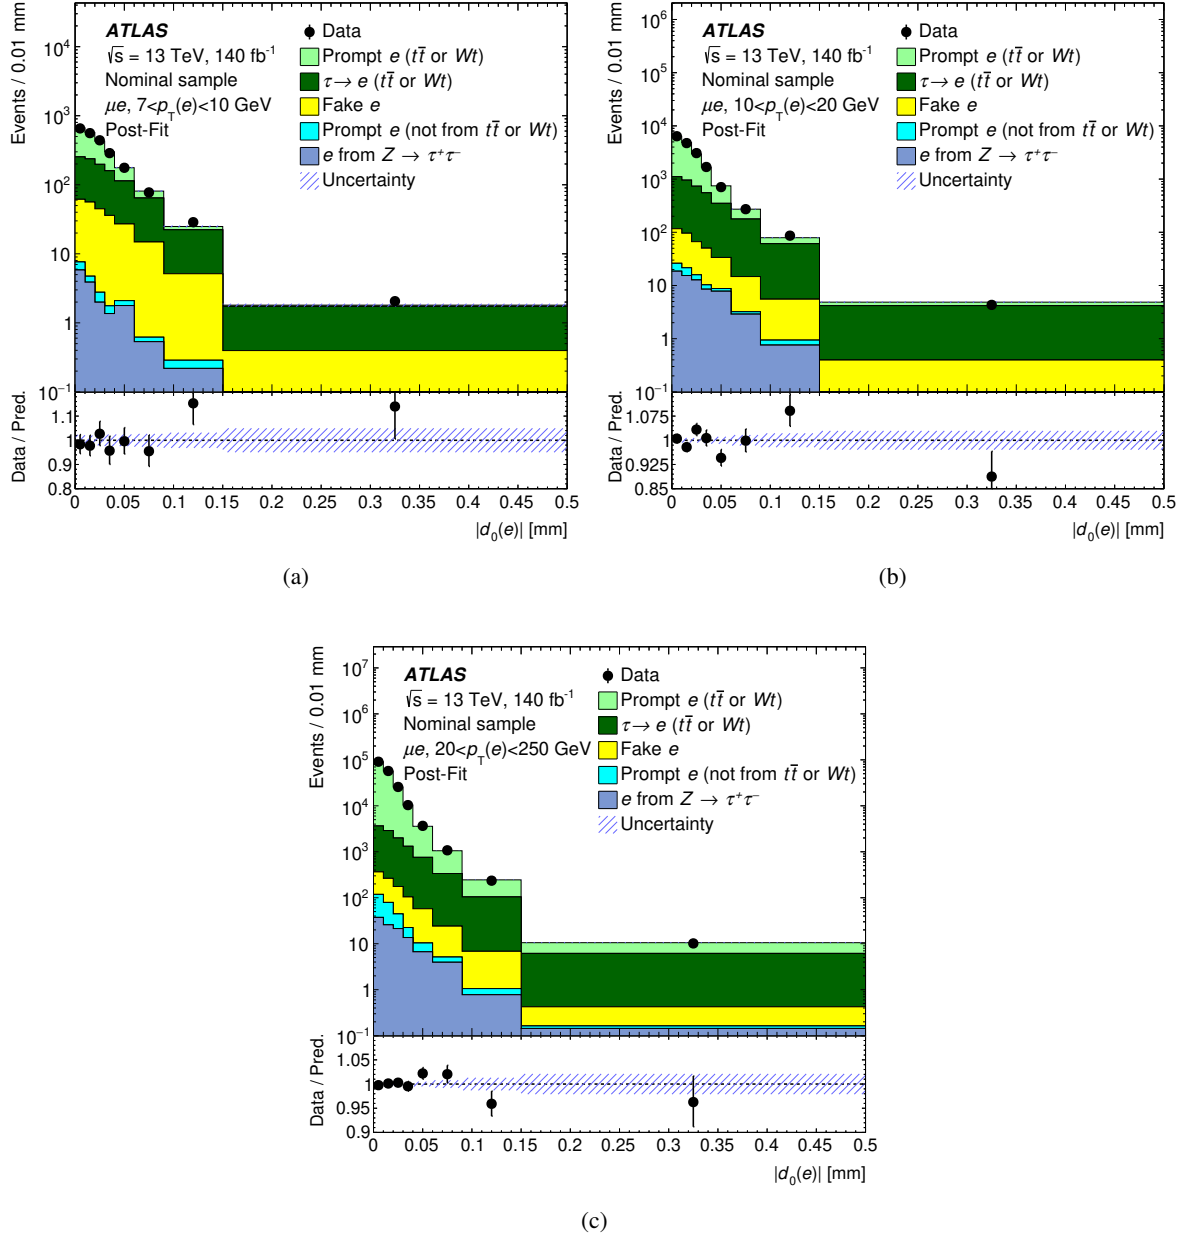 Events / 0.01 mm
ATLAS
√s = 13 TeV, 140 fb⁻¹
Nominal sample
μe, 7<p_T(e)<10 GeV
Post-Fit
Data
Prompt e (tt̄ or Wt)
τ→ e (tt̄ or Wt)
Fake e
Prompt e (not from tt̄ or Wt)
e from Z → τ⁺τ⁻
Uncertainty
10⁴
10³
10²
10
1
10⁻¹
Data / Pred.
1.1
1
0.9
0.8
0 0.05 0.1 0.15 0.2 0.25 0.3 0.35 0.4 0.45 0.5
|d₀(e)| [mm]
(a)
Events / 0.01 mm
ATLAS
√s = 13 TeV, 140 fb⁻¹
Nominal sample
μe, 10<p_T(e)<20 GeV
Post-Fit
Data
Prompt e (tt̄ or Wt)
τ→ e (tt̄ or Wt)
Fake e
Prompt e (not from tt̄ or Wt)
e from Z → τ⁺τ⁻
Uncertainty
10⁶
10⁵
10⁴
10³
10²
10
1
10⁻¹
Data / Pred.
1.075
1
0.925
0.85
0 0.05 0.1 0.15 0.2 0.25 0.3 0.35 0.4 0.45 0.5
|d₀(e)| [mm]
(b)
Events / 0.01 mm
ATLAS
√s = 13 TeV, 140 fb⁻¹
Nominal sample
μe, 20<p_T(e)<250 GeV
Post-Fit
Data
Prompt e (tt̄ or Wt)
τ→ e (tt̄ or Wt)
Fake e
Prompt e (not from tt̄ or Wt)
e from Z → τ⁺τ⁻
Uncertainty
10⁷
10⁶
10⁵
10⁴
10³
10²
10
1
10⁻¹
Data / Pred.
1.05
1
0.95
0.9
0 0.05 0.1 0.15 0.2 0.25 0.3 0.35 0.4 0.45 0.5
|d₀(e)| [mm]
(c)